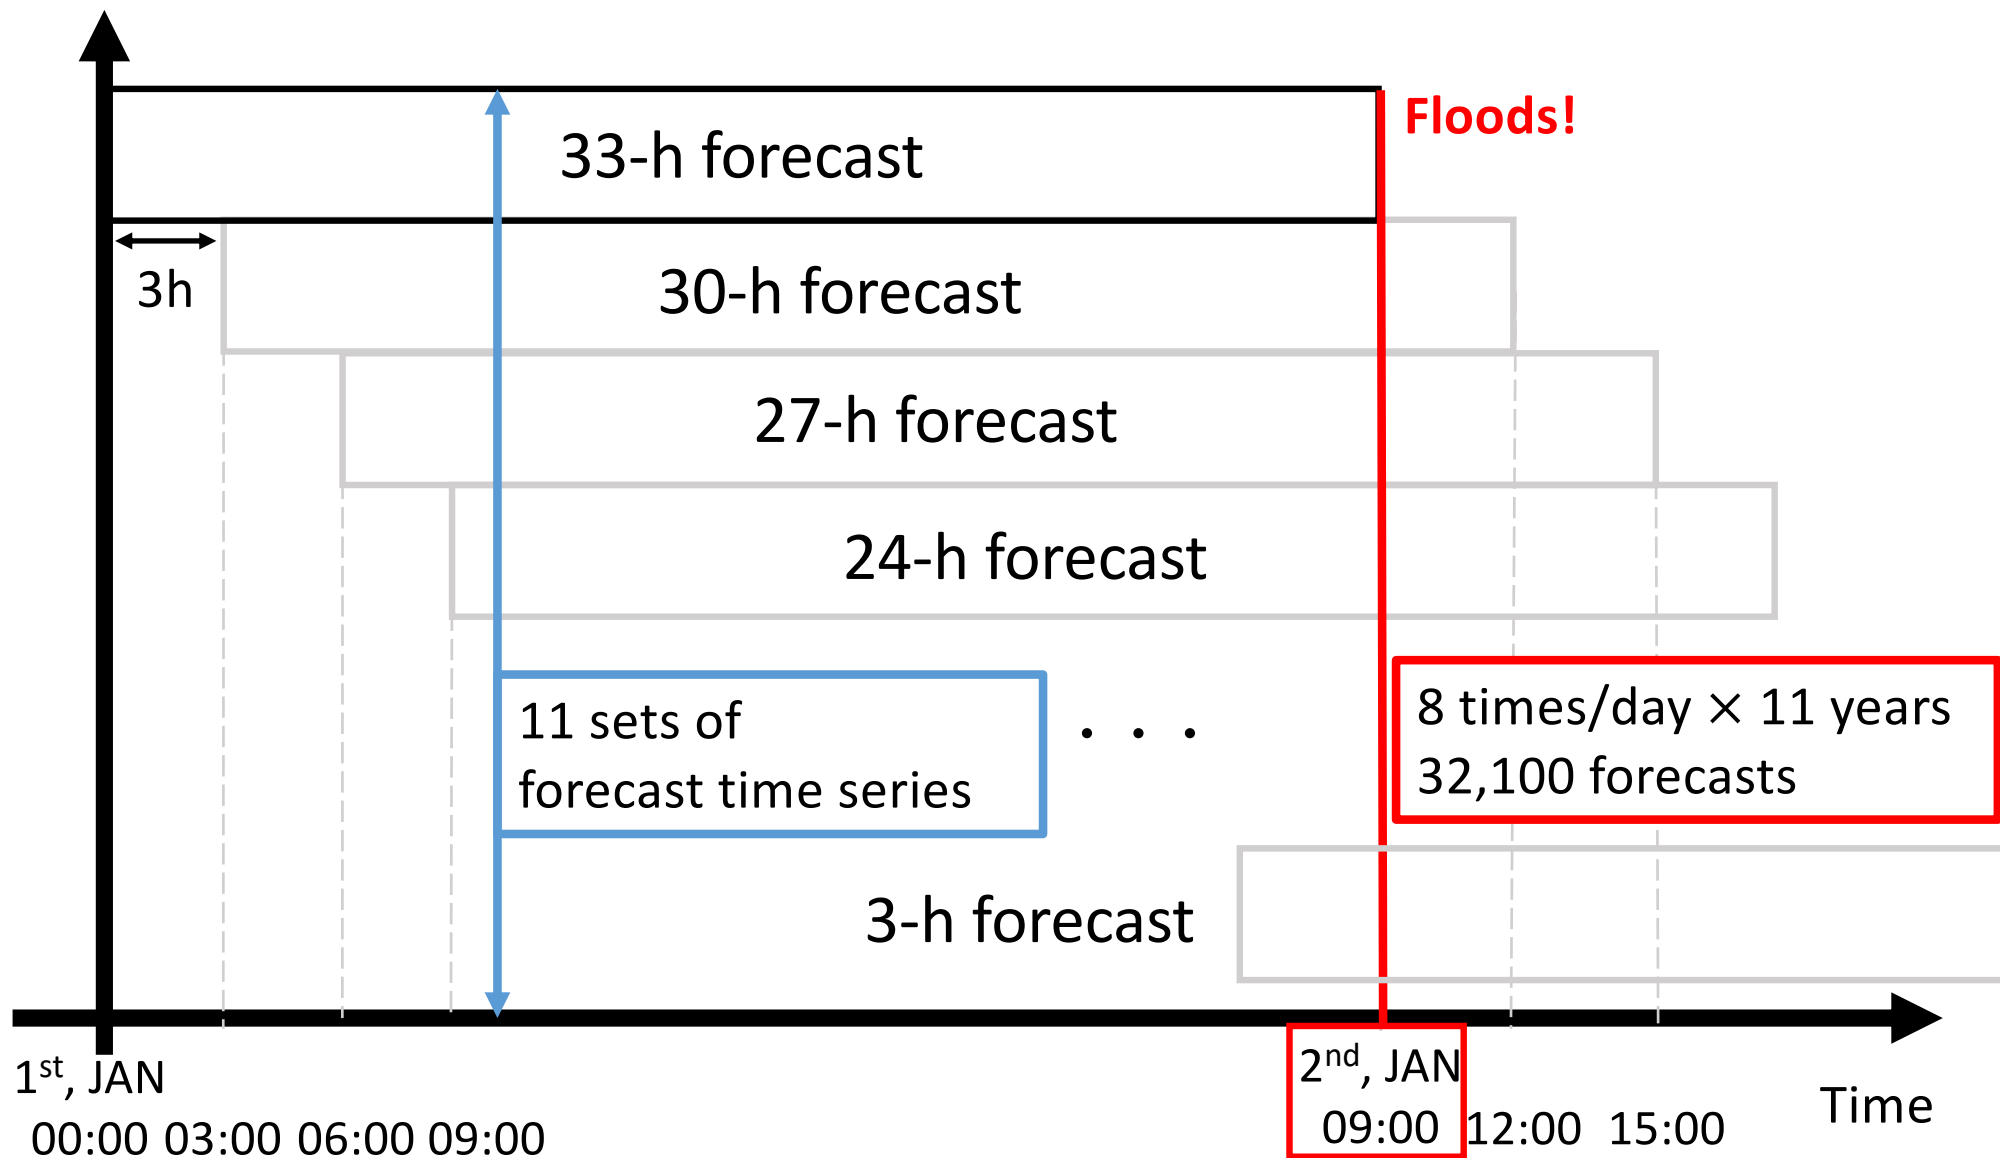 Floods!
33-h forecast
3h
30-h forecast
27-h forecast
24-h forecast
11 sets of
forecast time series
. . .
8 times/day × 11 years
32,100 forecasts
3-h forecast
1st, JAN
00:00 03:00 06:00 09:00
2nd, JAN
09:00
12:00 15:00
Time